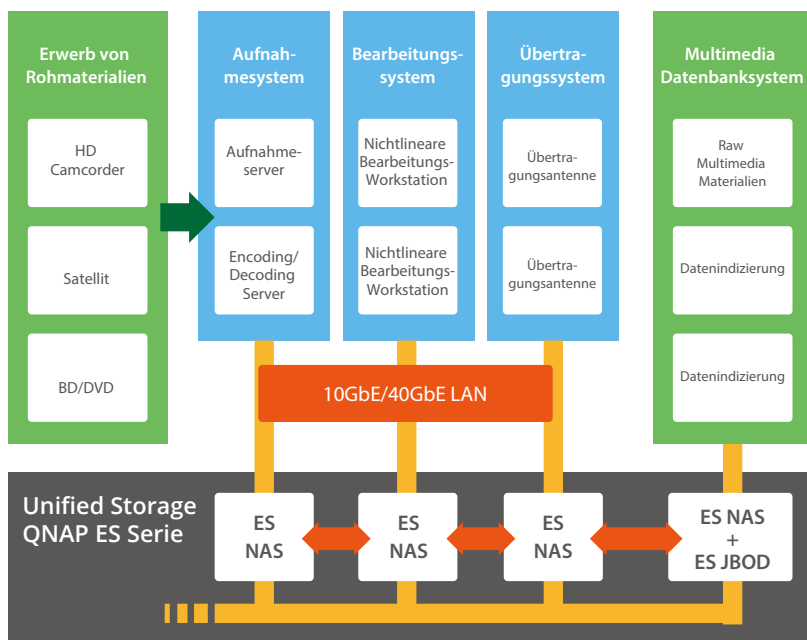 Erwerb von
Rohmaterialien
HD
Camcorder
Satellit
BD/DVD
Aufnah-
mesystem
Aufnahme-
server
Encoding/
Decoding
Server
Bearbeitungs-
system
Nichtlineare
Bearbeitungs-
Workstation
Nichtlineare
Bearbeitungs-
Workstation
Übertra-
gungssystem
Übertra-
gungsantenne
Übertra-
gungsantenne
Multimedia
Datenbanksystem
Raw
Multimedia
Materialien
Datenindizierung
Datenindizierung
10GbE/40GbE LAN
Unified Storage
QNAP ES Serie
ES
NAS
ES
NAS
ES
NAS
ES NAS
+
ES JBOD